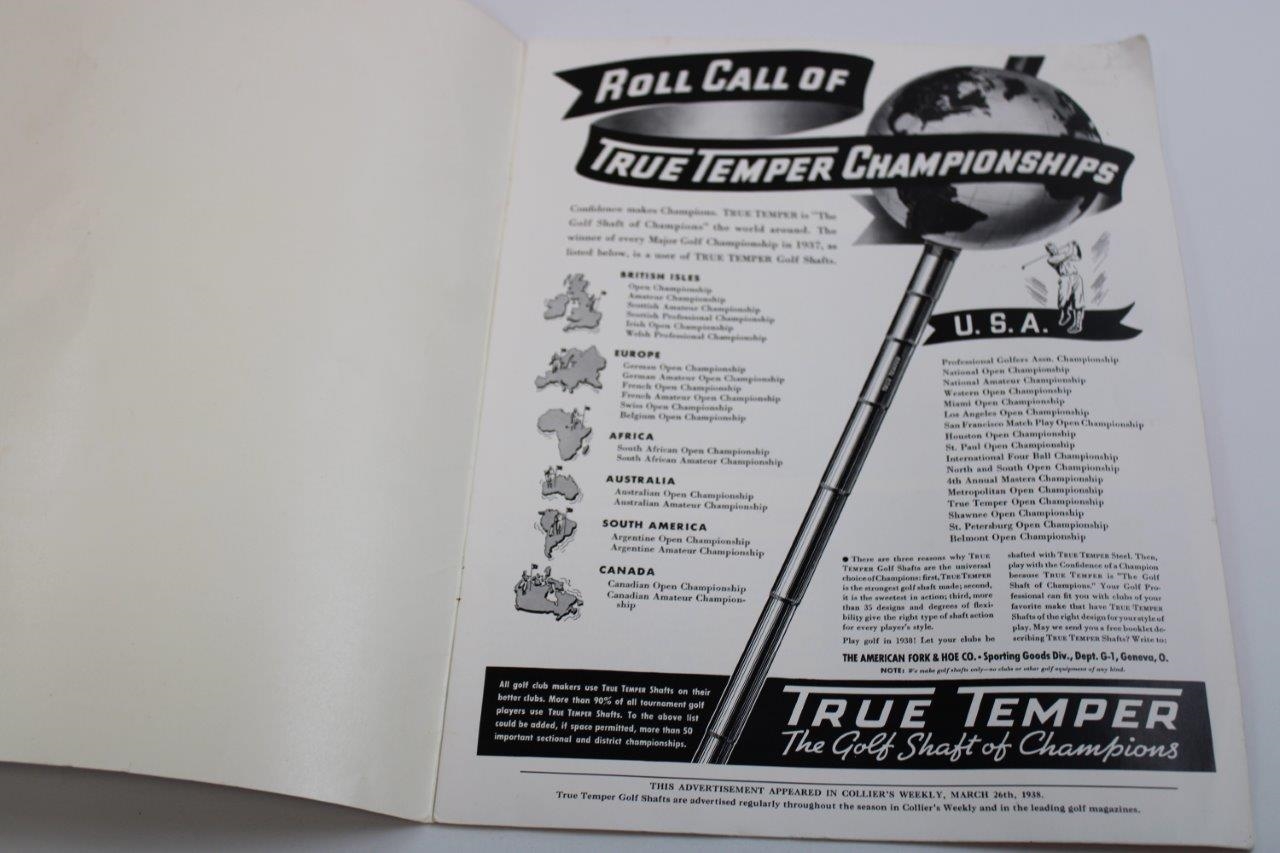 ROLL CALL OF
TRUE TEMPER CHAMPIONSHIPS
Confidence makes Champions. TRUE TEMPER is "The
Golf Shaft of Champions" the world around. The
winner of every Major Golf Championship in 1937, as
listed below, is a user of TRUE TEMPER Golf Shafts.
BRITISH ISLES
Open Championship
Amateur Championship
Scottish Amateur Championship
Scottish Professional Championship
Irish Open Championship
Welsh Professional Championship
EUROPE
German Open Championship
German Amateur Open Championship
French Open Championship
French Amateur Open Championship
Swiss Open Championship
Belgium Open Championship
AFRICA
South African Open Championship
South African Amateur Championship
AUSTRALIA
Australian Open Championship
Australian Amateur Championship
SOUTH AMERICA
Argentine Open Championship
Argentine Amateur Championship
CANADA
Canadian Open Championship
Canadian Amateur Champion-
ship
U. S. A.
Professional Golfers Assn. Championship
National Open Championship
National Amateur Championship
Western Open Championship
Miami Open Championship
Los Angeles Open Championship
San Francisco Match Play Open Championship
Houston Open Championship
St. Paul Open Championship
International Four Ball Championship
North and South Open Championship
4th Annual Masters Championship
Metropolitan Open Championship
True Temper Open Championship
Shawnee Open Championship
St. Petersburg Open Championship
Belmont Open Championship
● There are three reasons why TRUE
TEMPER Golf Shafts are the universal
choice of Champions: first, TRUE TEMPER
is the strongest golf shaft made; second,
it is the sweetest in action; third, more
than 35 designs and degrees of flexi-
bility give the right type of shaft action
for every player's style.
Play golf in 1938! Let your clubs be
shafted with TRUE TEMPER Steel. Then,
play with the Confidence of a Champion
because TRUE TEMPER is "The Golf
Shaft of Champions." Your Golf Pro-
fessional can fit you with clubs of your
favorite make that have TRUE TEMPER
Shafts of the right design for your style of
play. May we send you a free booklet de-
scribing TRUE TEMPER Shafts? Write to:
THE AMERICAN FORK & HOE CO. • Sporting Goods Div., Dept. G-1, Geneva, O.
NOTE: We make golf shafts only—no clubs or other golf equipment of any kind.
All golf club makers use TRUE TEMPER Shafts on their
better clubs. More than 90% of all tournament golf
players use TRUE TEMPER Shafts. To the above list
could be added, if space permitted, more than 50
important sectional and district championships.
TRUE TEMPER
The Golf Shaft of Champions
THIS ADVERTISEMENT APPEARED IN COLLIER'S WEEKLY, MARCH 26th, 1938.
True Temper Golf Shafts are advertised regularly throughout the season in Collier's Weekly and in the leading golf magazines.